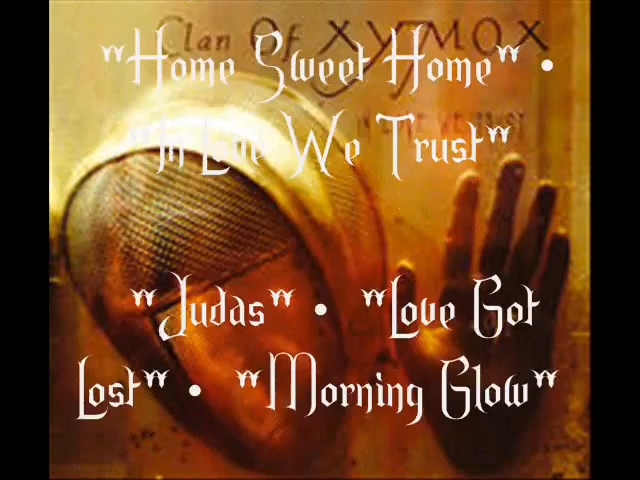 Clan Of XYMOX
"Home Sweet Home" •
"In Love We Trust"
"Judas" • "Love Got
Lost" • "Morning Glow"